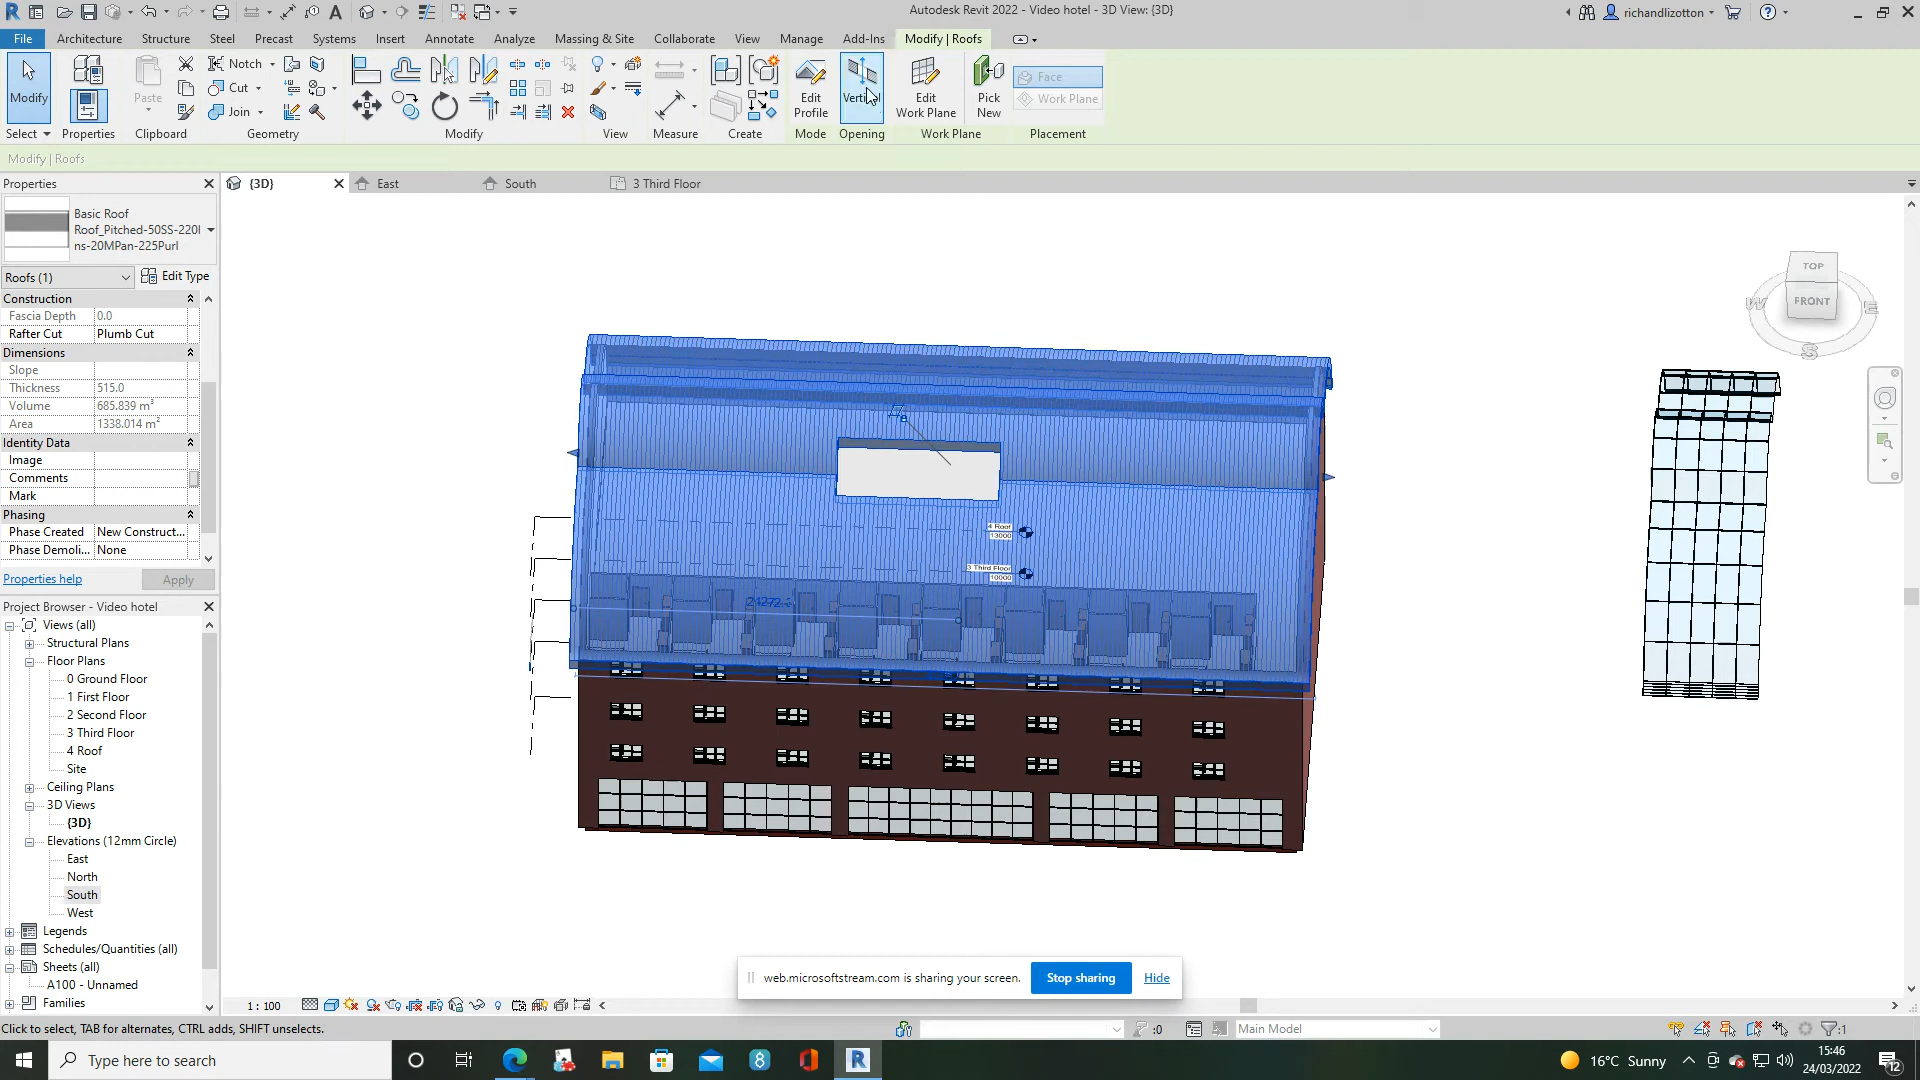 Autodesk Revit 2022 - Video hotel - 3D View: {3D}
richandlizotton
File
Architecture
Structure
Steel
Precast
Systems
Insert
Annotate
Analyze
Massing & Site
Collaborate
View
Manage
Add-Ins
Modify | Roofs
Modify
Paste
Notch
Cut
Join
Edit
Profile
Vertical
Edit
Work Plane
Pick
New
Face
Work Plane
Select
Properties
Clipboard
Geometry
Modify
View
Measure
Create
Mode
Opening
Work Plane
Placement
Modify | Roofs
Properties
{3D}
East
South
3 Third Floor
Basic Roof
Roof_Pitched-50SS-220I
ns-20MPan-225Purl
Roofs (1)
Edit Type
Construction
Fascia Depth 0.0
Rafter Cut Plumb Cut
Dimensions
Slope
Thickness 515.0
Volume 685.839 m³
Area 1338.014 m²
Identity Data
Image
Comments
Mark
Phasing
Phase Created New Construct...
Phase Demoli... None
Properties help
Apply
Project Browser - Video hotel
Views (all)
Structural Plans
Floor Plans
0 Ground Floor
1 First Floor
2 Second Floor
3 Third Floor
4 Roof
Site
Ceiling Plans
3D Views
{3D}
Elevations (12mm Circle)
East
North
South
West
Legends
Schedules/Quantities (all)
Sheets (all)
A100 - Unnamed
Families
TOP
FRONT
W
E
S
4 Roof
13000
3 Third Floor
10000
web.microsoftstream.com is sharing your screen.
Stop sharing
Hide
1 : 100
Click to select, TAB for alternates, CTRL adds, SHIFT unselects.
:0
Main Model
:1
Type here to search
16°C Sunny
15:46
24/03/2022
12